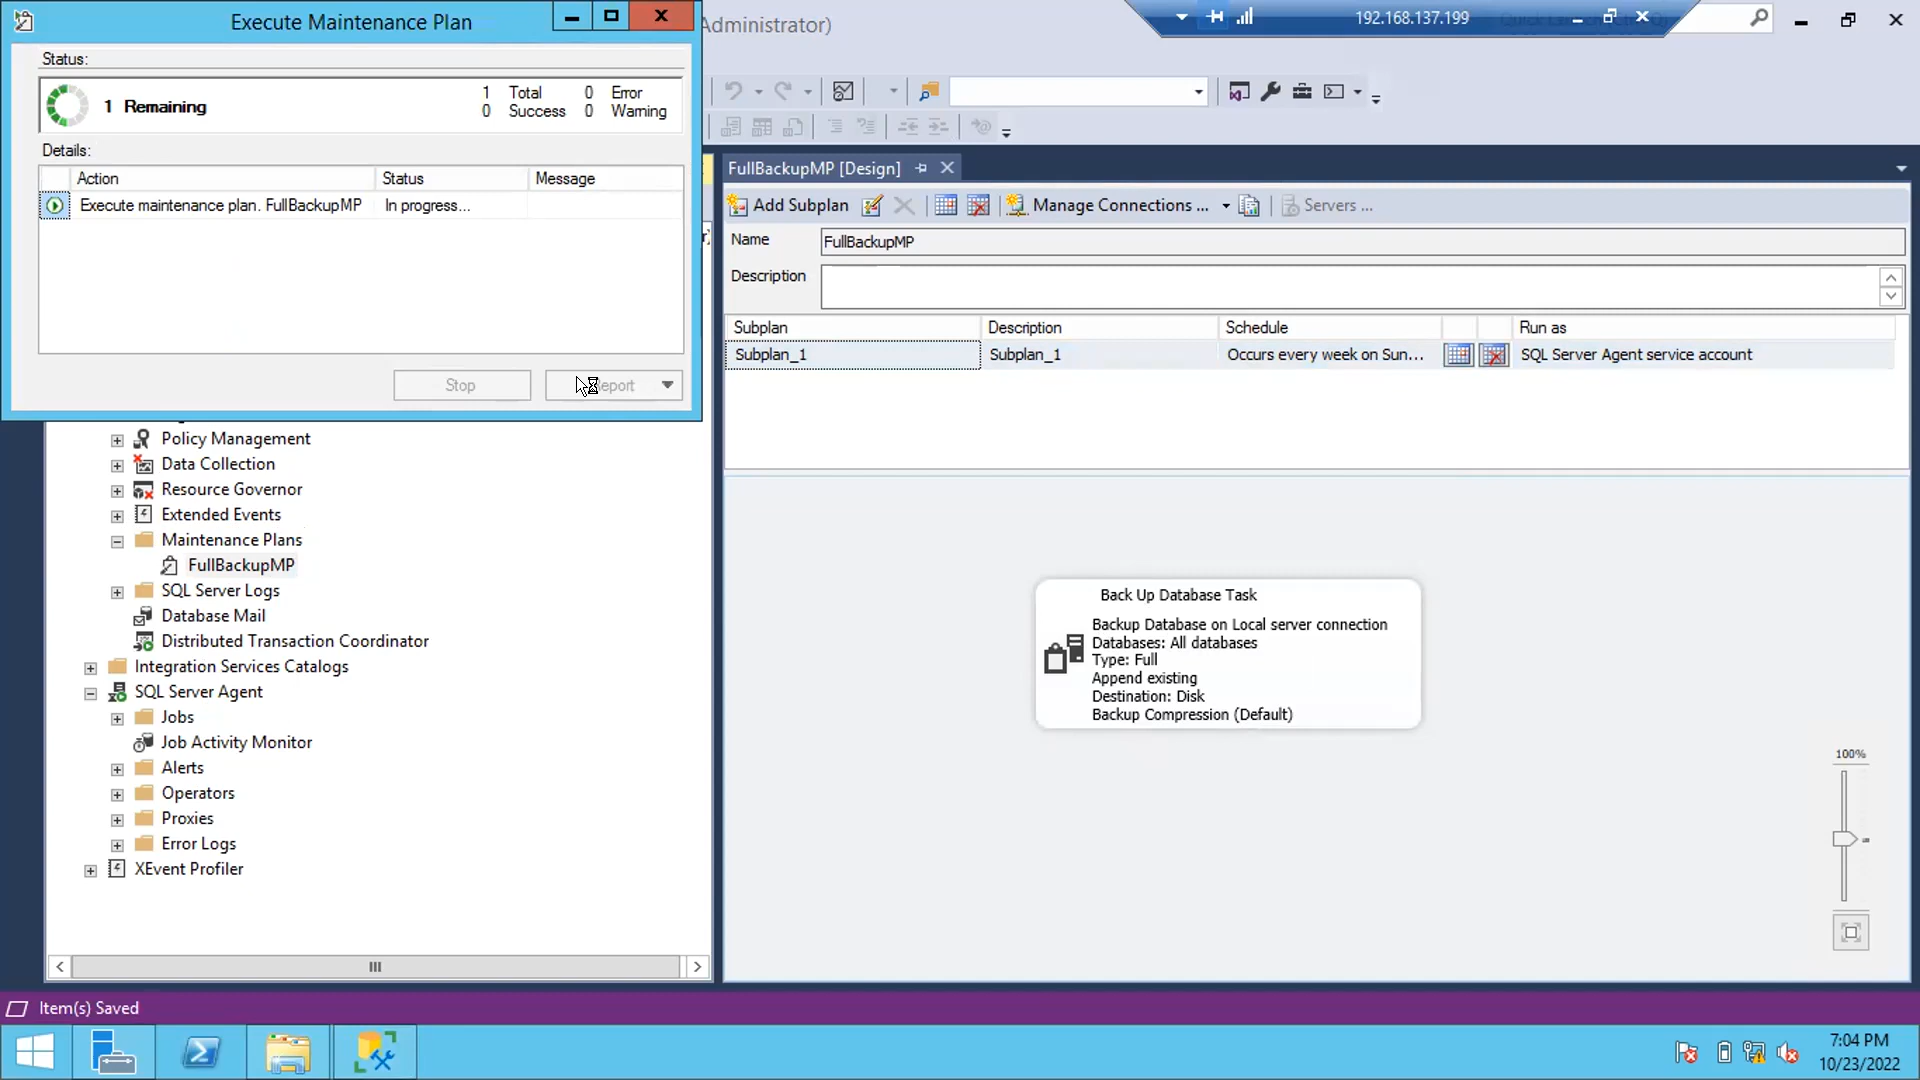 Execute Maintenance Plan
Administrator)
192.168.137.199
Status:
1 Remaining
1 Total 0 Error
0 Success 0 Warning
Details:
Action Status Message
Execute maintenance plan. FullBackupMP In progress...
Stop
FullBackupMP [Design]
Add Subplan
Manage Connections ...
Servers ...
Name
FullBackupMP
Description
Subplan Description Schedule Run as
Subplan_1 Subplan_1 Occurs every week on Sun... SQL Server Agent service account
Policy Management
Data Collection
Resource Governor
Extended Events
Maintenance Plans
FullBackupMP
SQL Server Logs
Database Mail
Distributed Transaction Coordinator
Integration Services Catalogs
SQL Server Agent
Jobs
Job Activity Monitor
Alerts
Operators
Proxies
Error Logs
XEvent Profiler
Back Up Database Task
Backup Database on Local server connection
Databases: All databases
Type: Full
Append existing
Destination: Disk
Backup Compression (Default)
100%
Item(s) Saved
7:04 PM
10/23/2022